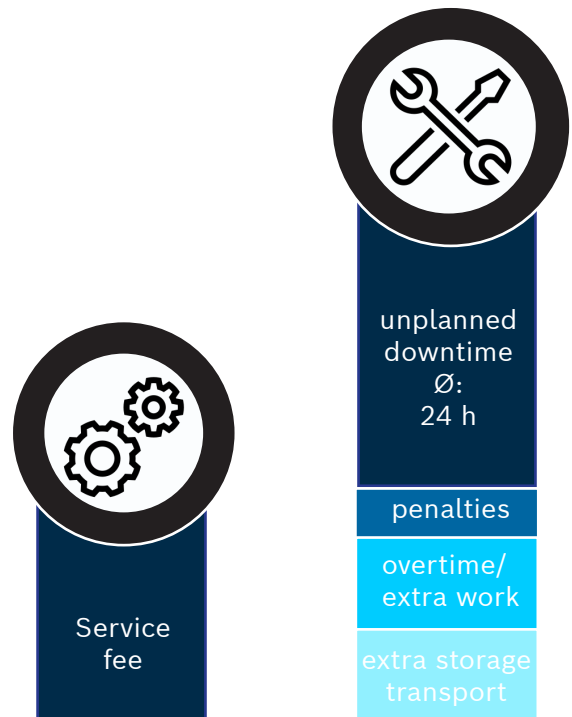 unplanned
downtime
Ø:
24 h
penalties
overtime/
extra work
extra storage
transport
Service
fee